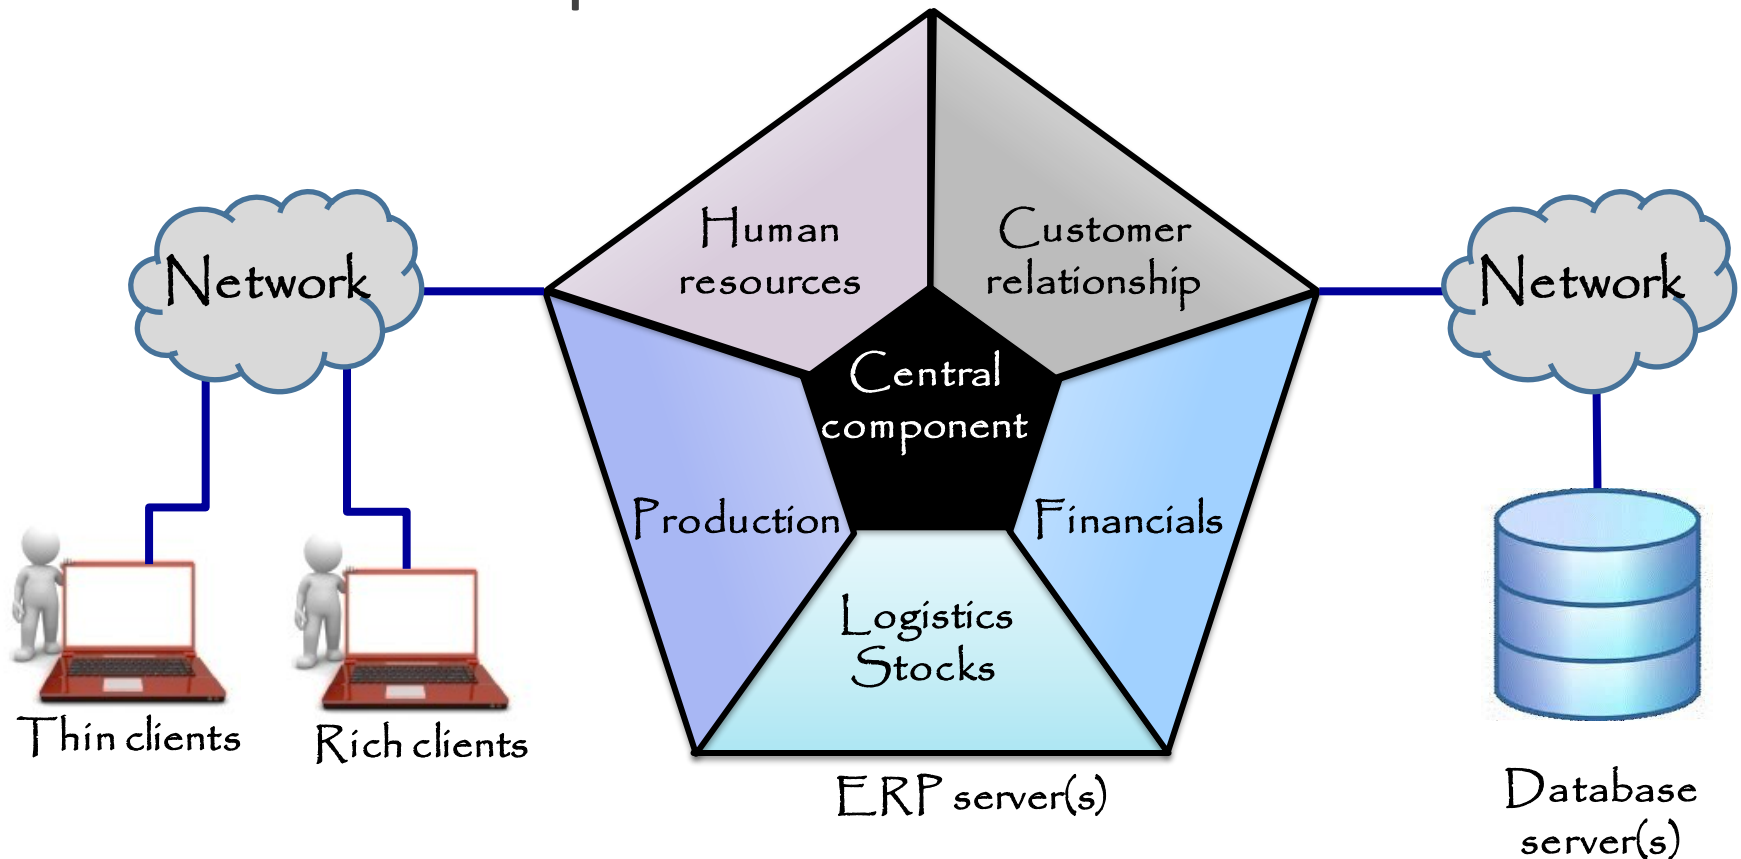 Human
resources
Customer
relationship
Network
Network
Central
component
Production
Financials
Logistics
Stocks
Thin clients
Rich clients
ERP server(s)
Database
server(s)